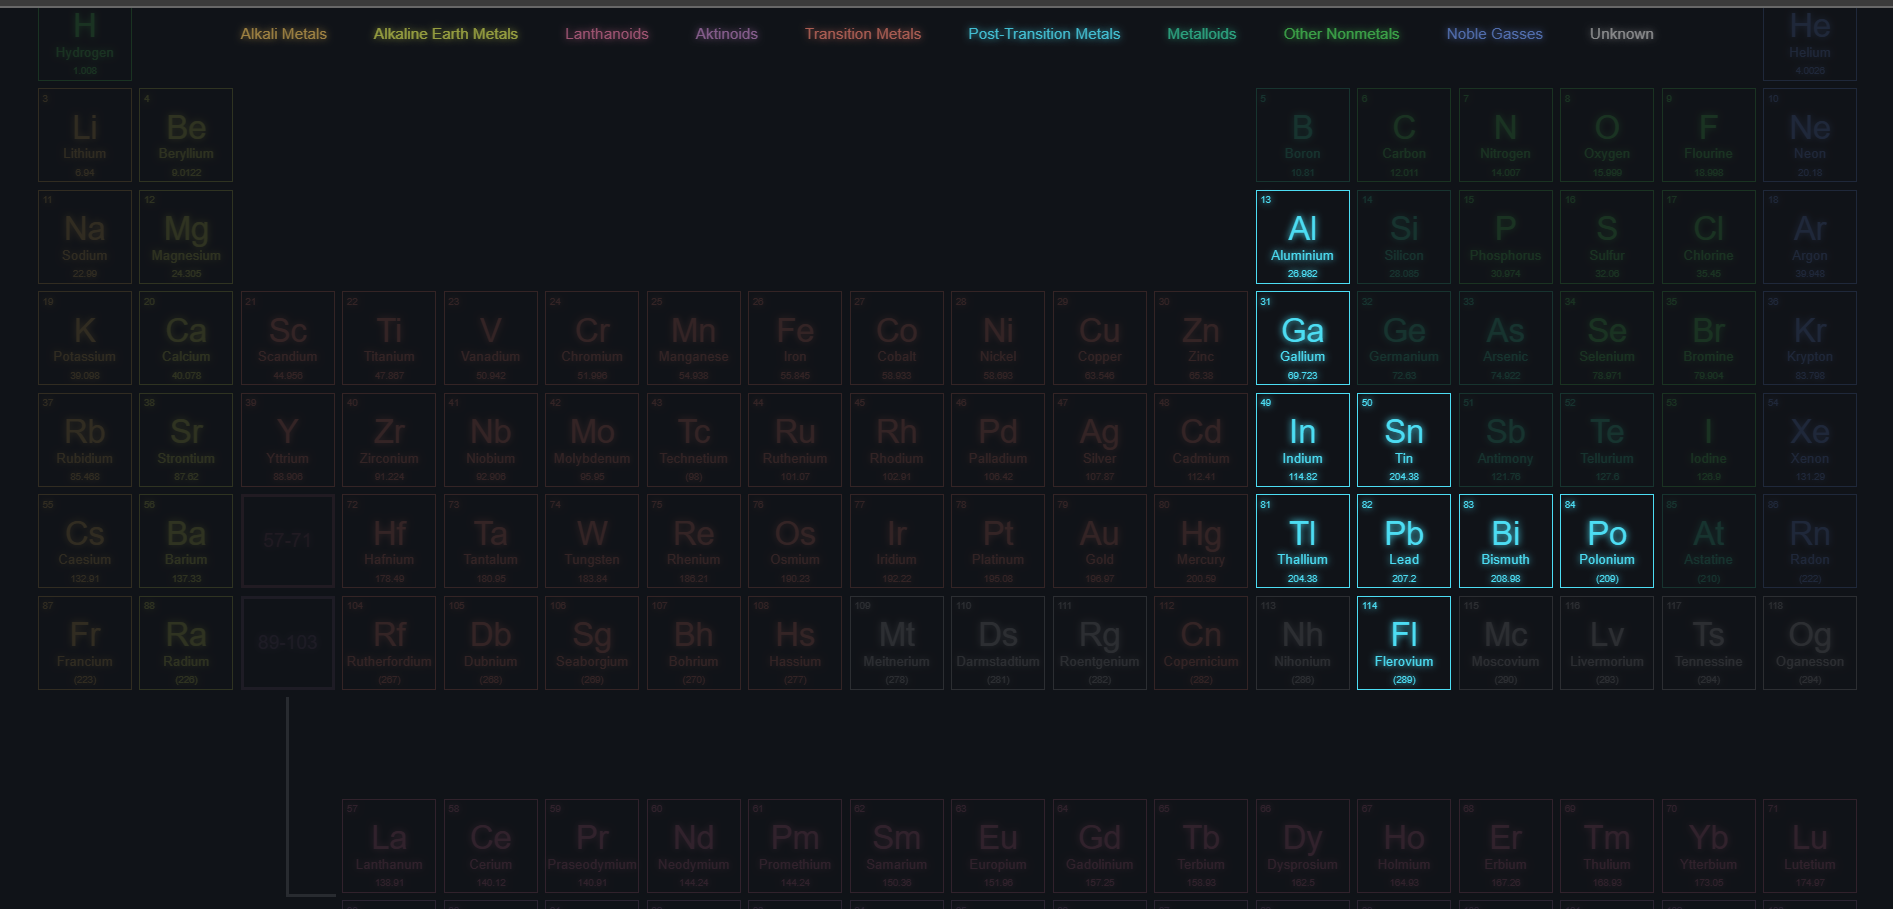 H
Hydrogen
1.008
Alkali Metals Alkaline Earth Metals Lanthanoids Aktinoids Transition Metals Post-Transition Metals Metalloids Other Nonmetals Noble Gasses Unknown
He
Helium
4.0026
3 4 5 6 7 8 9 10
Li Be B C N O F Ne
Lithium Beryllium Boron Carbon Nitrogen Oxygen Flourine Neon
6.94 9.0122 10.81 12.011 14.007 15.999 18.998 20.18
11 12 13 14 15 16 17 18
Na Mg Al Si P S Cl Ar
Sodium Magnesium Aluminium Silicon Phosphorus Sulfur Chlorine Argon
22.99 24.305 26.982 28.085 30.974 32.06 35.45 39.948
19 20 21 22 23 24 25 26 27 28 29 30 31 32 33 34 35 36
K Ca Sc Ti V Cr Mn Fe Co Ni Cu Zn Ga Ge As Se Br Kr
Potassium Calcium Scandium Titanium Vanadium Chromium Manganese Iron Cobalt Nickel Copper Zinc Gallium Germanium Arsenic Selenium Bromine Krypton
39.098 40.078 44.956 47.867 50.942 51.996 54.938 55.845 58.933 58.693 63.546 65.38 69.723 72.63 74.922 78.971 79.904 83.798
37 38 39 40 41 42 43 44 45 46 47 48 49 50 51 52 53 54
Rb Sr Y Zr Nb Mo Tc Ru Rh Pd Ag Cd In Sn Sb Te I Xe
Rubidium Strontium Yttrium Zirconium Niobium Molybdenum Technetium Ruthenium Rhodium Palladium Silver Cadmium Indium Tin Antimony Tellurium Iodine Xenon
85.468 87.62 88.906 91.224 92.906 95.95 (98) 101.07 102.91 106.42 107.87 112.41 114.82 204.38 121.76 127.6 126.9 131.29
55 56 72 73 74 75 76 77 78 79 80 81 82 83 84 85 86
Cs Ba 57-71 Hf Ta W Re Os Ir Pt Au Hg Tl Pb Bi Po At Rn
Caesium Barium Hafnium Tantalum Tungsten Rhenium Osmium Iridium Platinum Gold Mercury Thallium Lead Bismuth Polonium Astatine Radon
132.91 137.33 178.49 180.95 183.84 186.21 190.23 192.22 195.08 196.97 200.59 204.38 207.2 208.98 (209) (210) (222)
87 88 104 105 106 107 108 109 110 111 112 113 114 115 116 117 118
Fr Ra 89-103 Rf Db Sg Bh Hs Mt Ds Rg Cn Nh Fl Mc Lv Ts Og
Francium Radium Rutherfordium Dubnium Seaborgium Bohrium Hassium Meitnerium Darmstadtium Roentgenium Copernicium Nihonium Flerovium Moscovium Livermorium Tennessine Oganesson
(223) (226) (267) (268) (269) (270) (277) (278) (281) (282) (282) (286) (289) (290) (293) (294) (294)
57 58 59 60 61 62 63 64 65 66 67 68 69 70 71
La Ce Pr Nd Pm Sm Eu Gd Tb Dy Ho Er Tm Yb Lu
Lanthanum Cerium Praseodymium Neodymium Promethium Samarium Europium Gadolinium Terbium Dysprosium Holmium Erbium Thulium Ytterbium Lutetium
138.91 140.12 140.91 144.24 144.24 150.36 151.96 157.25 158.93 162.5 164.93 167.26 168.93 173.05 174.97